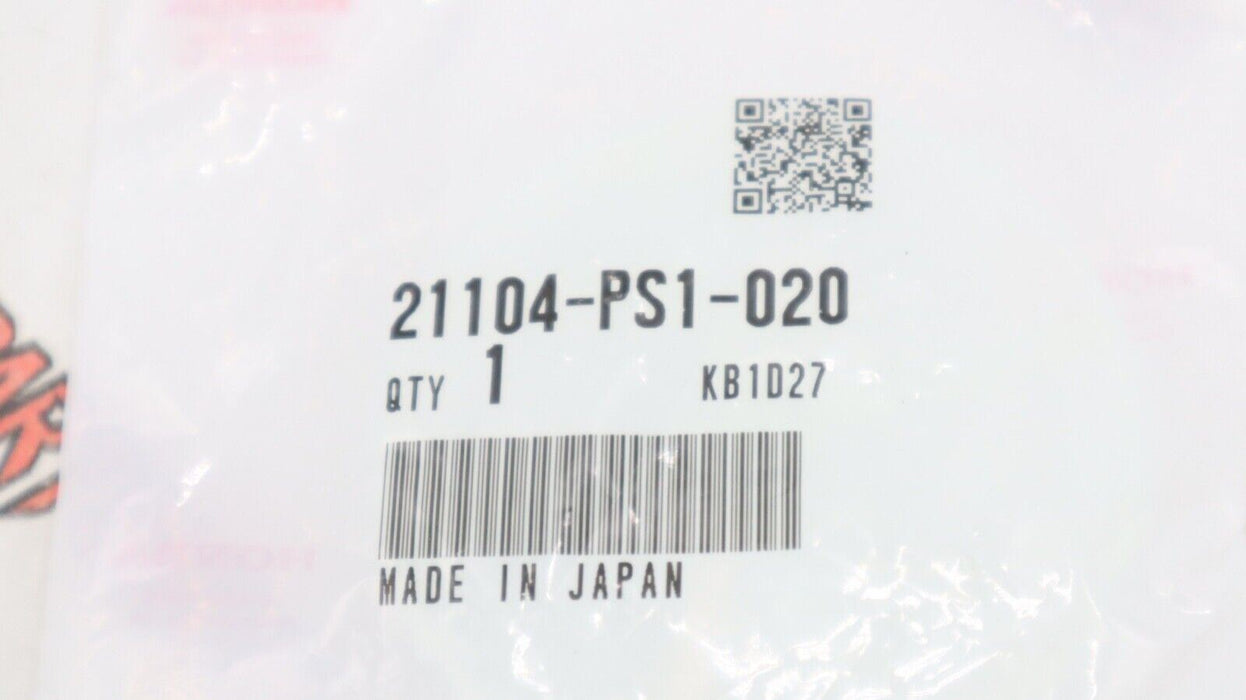 21104-PS1-020
QTY 1 KB1D27
MADE IN JAPAN